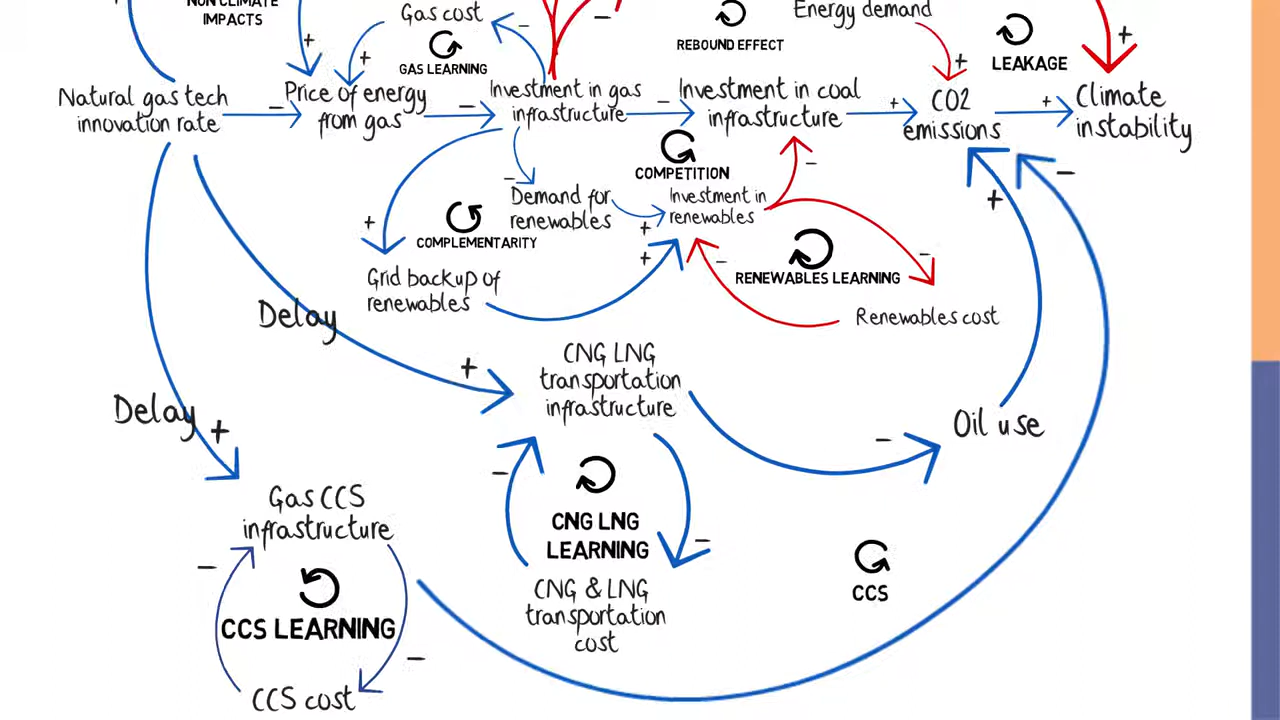 NON CLIMATE
IMPACTS
Gas cost
Energy demand
−
−
REBOUND EFFECT
+
+
GAS LEARNING
+
LEAKAGE
+
Natural gas tech
innovation rate
−
Price of energy
from gas
−
Investment in gas
infrastructure
−
Investment in coal
infrastructure
+
CO2
emissions
+
Climate
instability
COMPETITION
−
−
−
Demand for
renewables
+
Investment in
renewables
+
+
COMPLEMENTARITY
+
−
−
RENEWABLES LEARNING
Grid backup of
renewables
Renewables cost
Delay
+
CNG LNG
transportation
infrastructure
Delay
+
−
Oil use
−
Gas CCS
infrastructure
CNG LNG
LEARNING
−
−
CCS
CCS LEARNING
CNG & LNG
transportation
cost
−
CCS cost